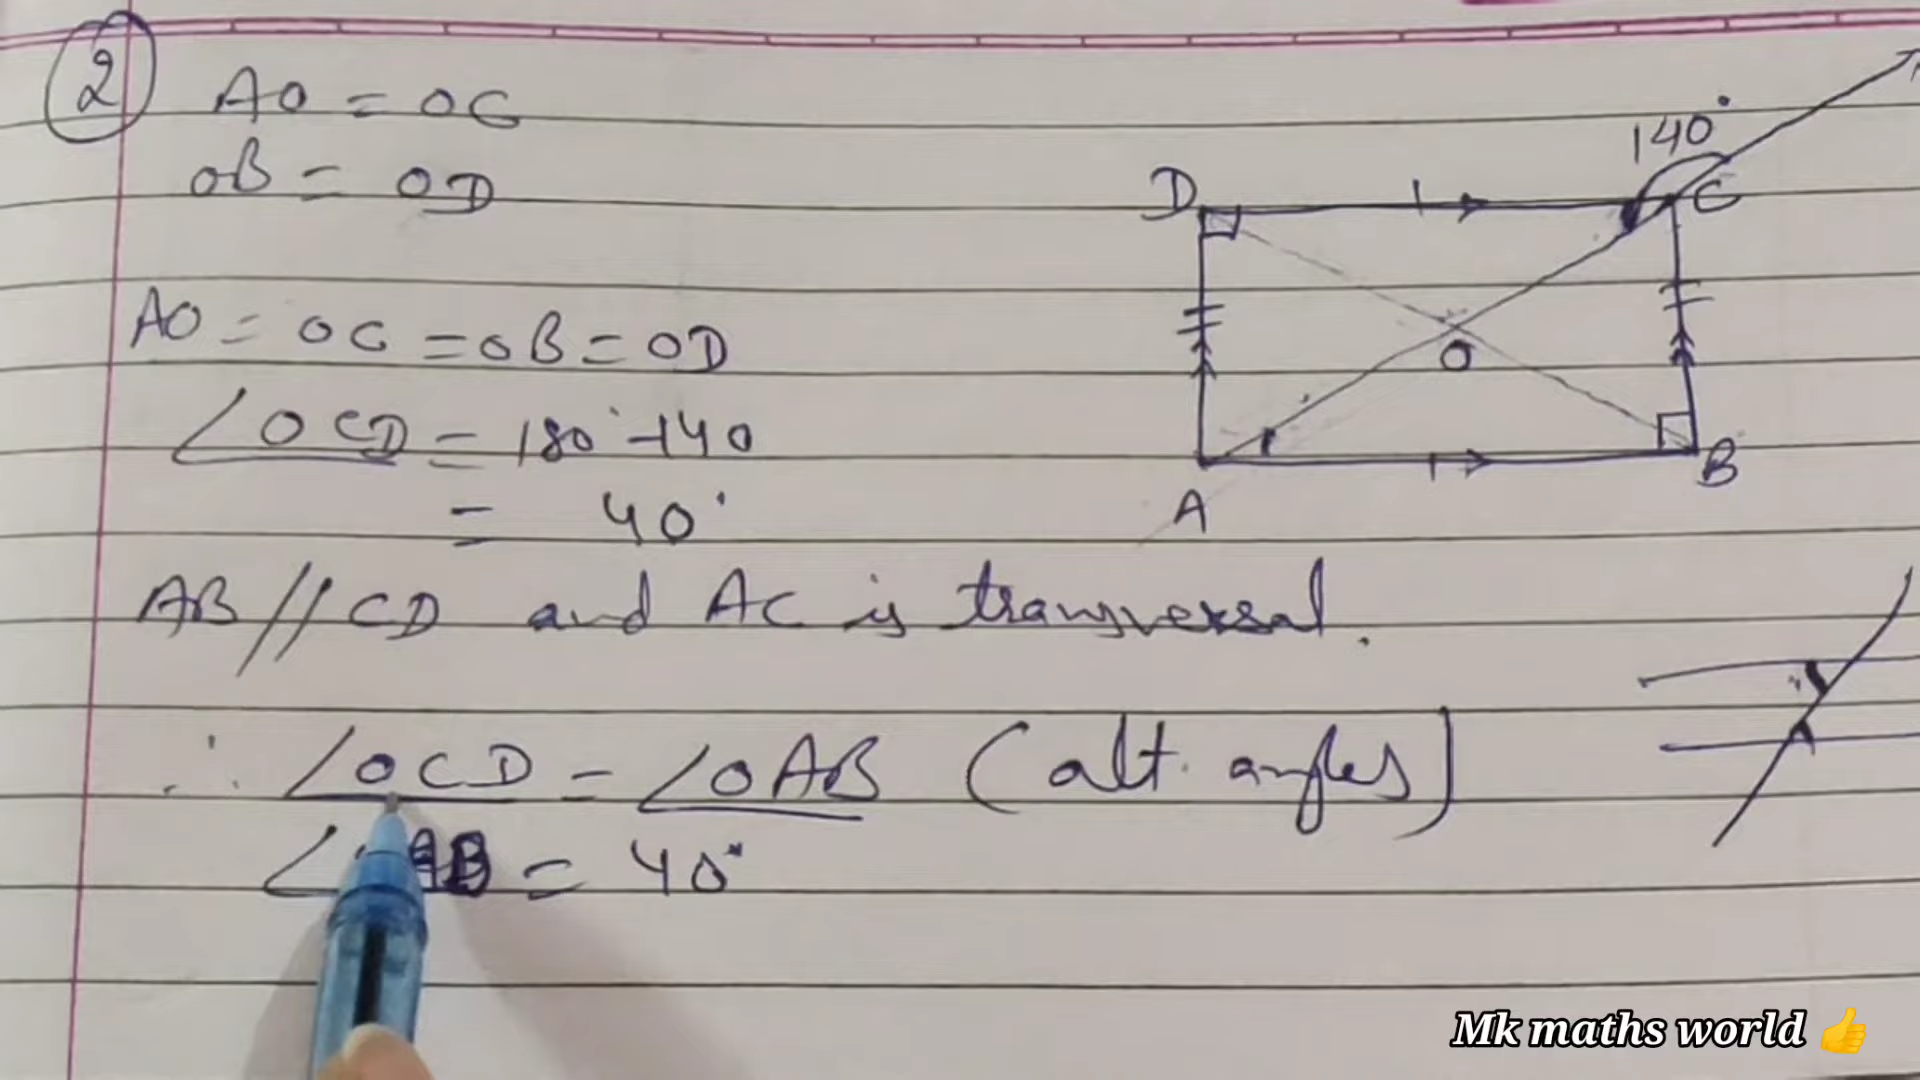 2 AO = OC
OB = OD
AO = OC = OB = OD
∠OCD = 180° - 140
= 40°
AB // CD and AC is transversal.
∴ ∠OCD = ∠OAB (alt. angles)
∠ AB = 40°
140°
D C
O
A B
Mk maths world 👍